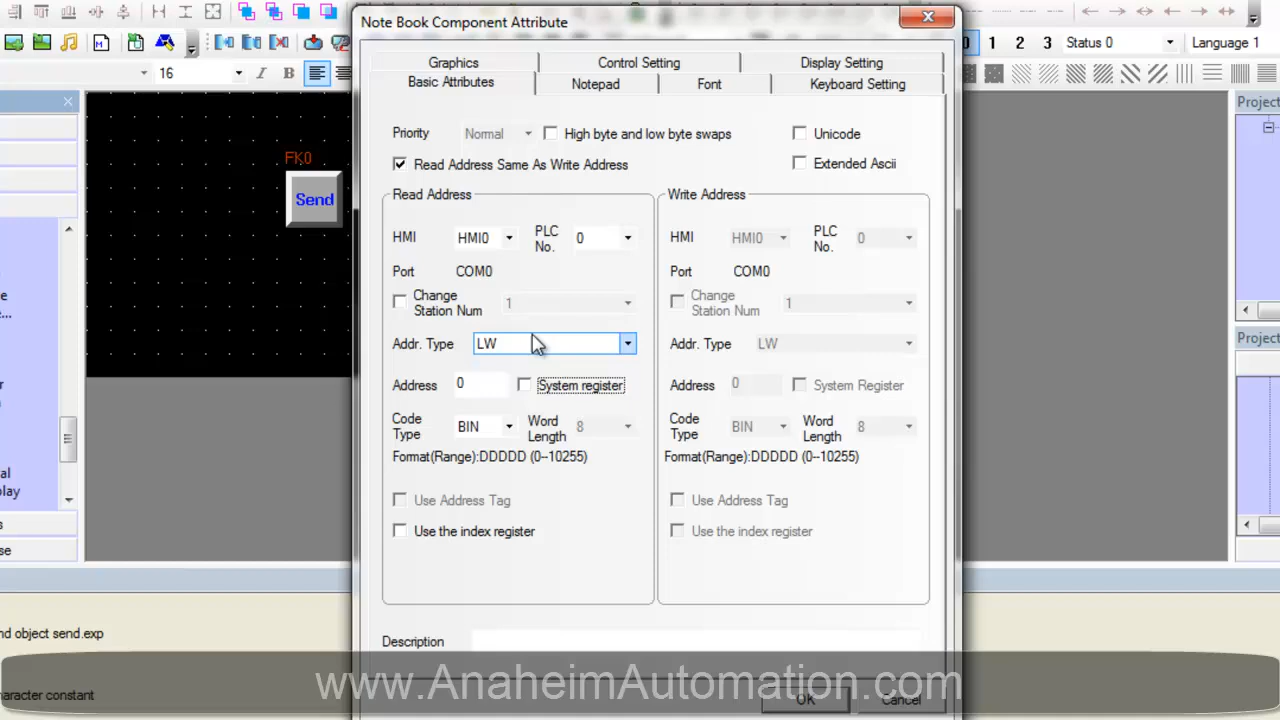 Note Book Component Attribute
0 1 2 3 Status 0 Language 1
16 I B
Graphics Control Setting Display Setting
Basic Attributes Notepad Font Keyboard Setting
Project
Priority Normal High byte and low byte swaps Unicode
Read Address Same As Write Address Extended Ascii
FK0
Send
Read Address
HMI HMI0 PLC No. 0
Port COM0
Change Station Num 1
Addr. Type LW
Address 0 System register
Code Type BIN Word Length 8
Format(Range):DDDDD (0--10255)
Use Address Tag
Use the index register
Write Address
HMI HMI0 PLC No. 0
Port COM0
Change Station Num 1
Addr. Type LW
Address 0 System Register
Code Type BIN Word Length 8
Format(Range):DDDDD (0--10255)
Use Address Tag
Use the index register
Project
Description
nd object send.exp
www.AnaheimAutomation.com
aracter constant
OK Cancel